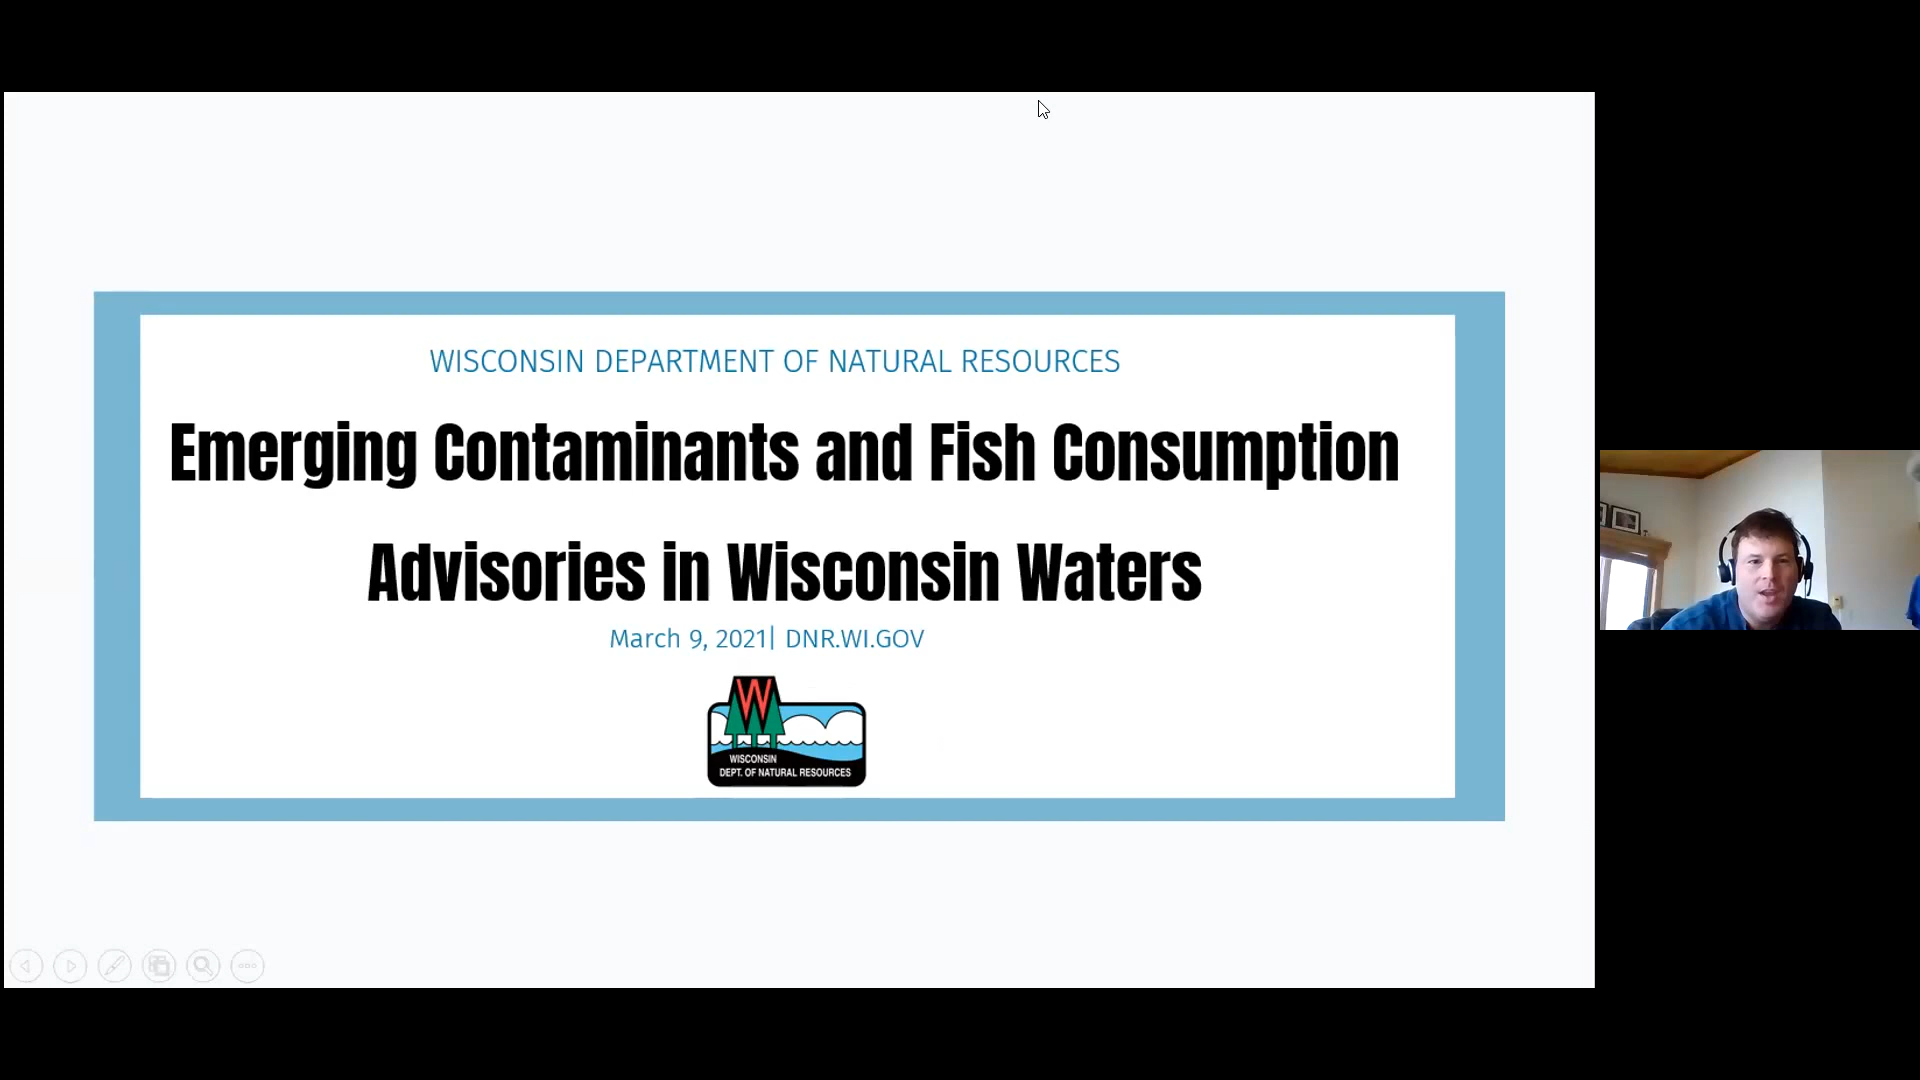 WISCONSIN DEPARTMENT OF NATURAL RESOURCES
Emerging Contaminants and Fish Consumption
Advisories in Wisconsin Waters
March 9, 2021| DNR.WI.GOV
W
WISCONSIN
DEPT. OF NATURAL RESOURCES